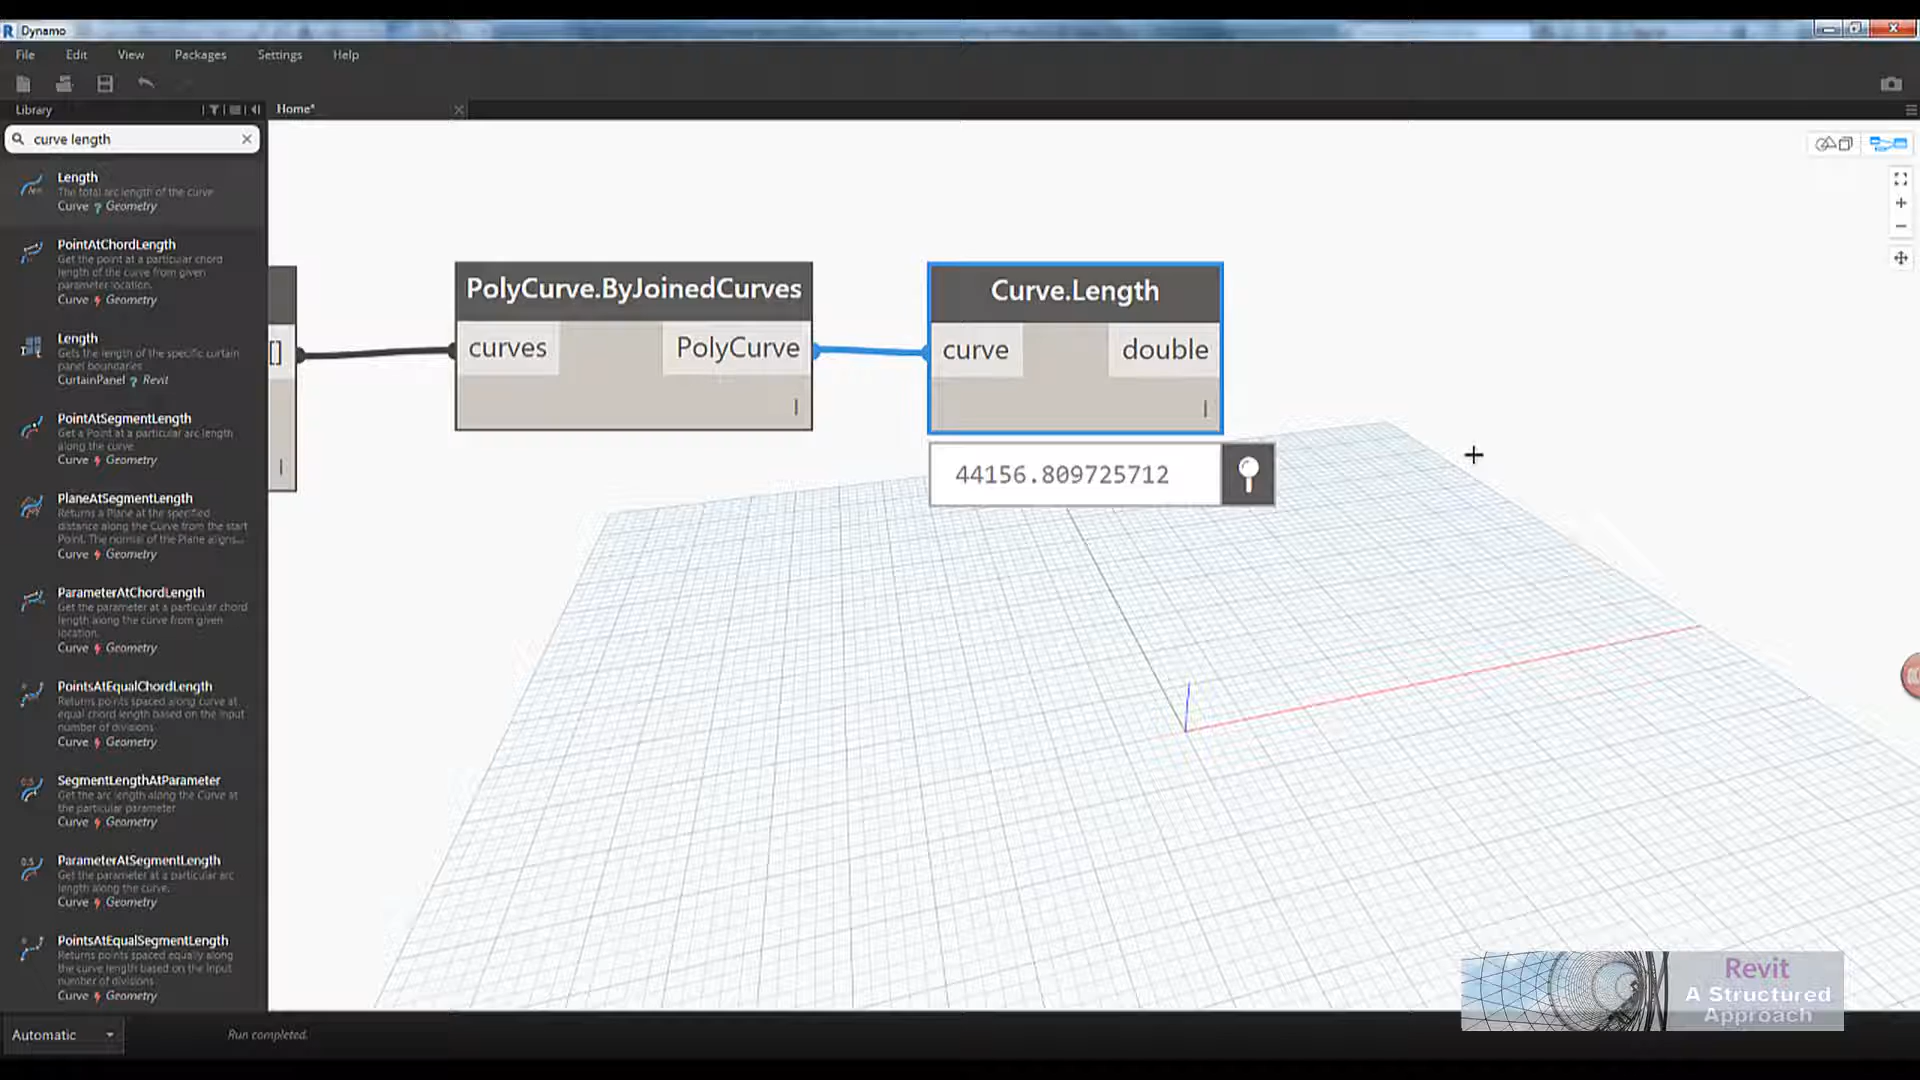 Dynamo
File Edit View Packages Settings Help
Library
Home*
curve length
Length
The total arc length of the curve
Curve ? Geometry
PointAtChordLength
Get the point at a particular chord
length of the curve from given
parameter location.
Curve Geometry
Length
Gets the length of the specific curtain
panel boundaries
CurtainPanel ? Revit
PointAtSegmentLength
Get a Point at a particular arc length
along the curve
Curve Geometry
PlaneAtSegmentLength
Returns a Plane at the specified
distance along the Curve from the start
Point. The normal of the Plane aligns...
Curve Geometry
ParameterAtChordLength
Get the parameter at a particular chord
length along the curve from given
location.
Curve Geometry
PointsAtEqualChordLength
Returns points spaced along curve at
equal chord length based on the input
number of divisions
Curve Geometry
SegmentLengthAtParameter
Get the arc length along the Curve at
the particular parameter
Curve Geometry
ParameterAtSegmentLength
Get the parameter at a particular arc
length along the curve.
Curve Geometry
PointsAtEqualSegmentLength
Returns points spaced equally along
the curve length based on the input
number of divisions
Curve Geometry
[]
PolyCurve.ByJoinedCurves
curves PolyCurve
Curve.Length
curve double
44156.809725712
Revit
A Structured
Approach
Automatic
Run completed.